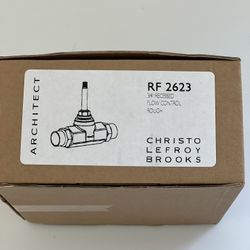 ARCHITECT
RF 2623
3/4" RECESSED
FLOW CONTROL
ROUGH
CHRISTO
LEFROY
BROOKS